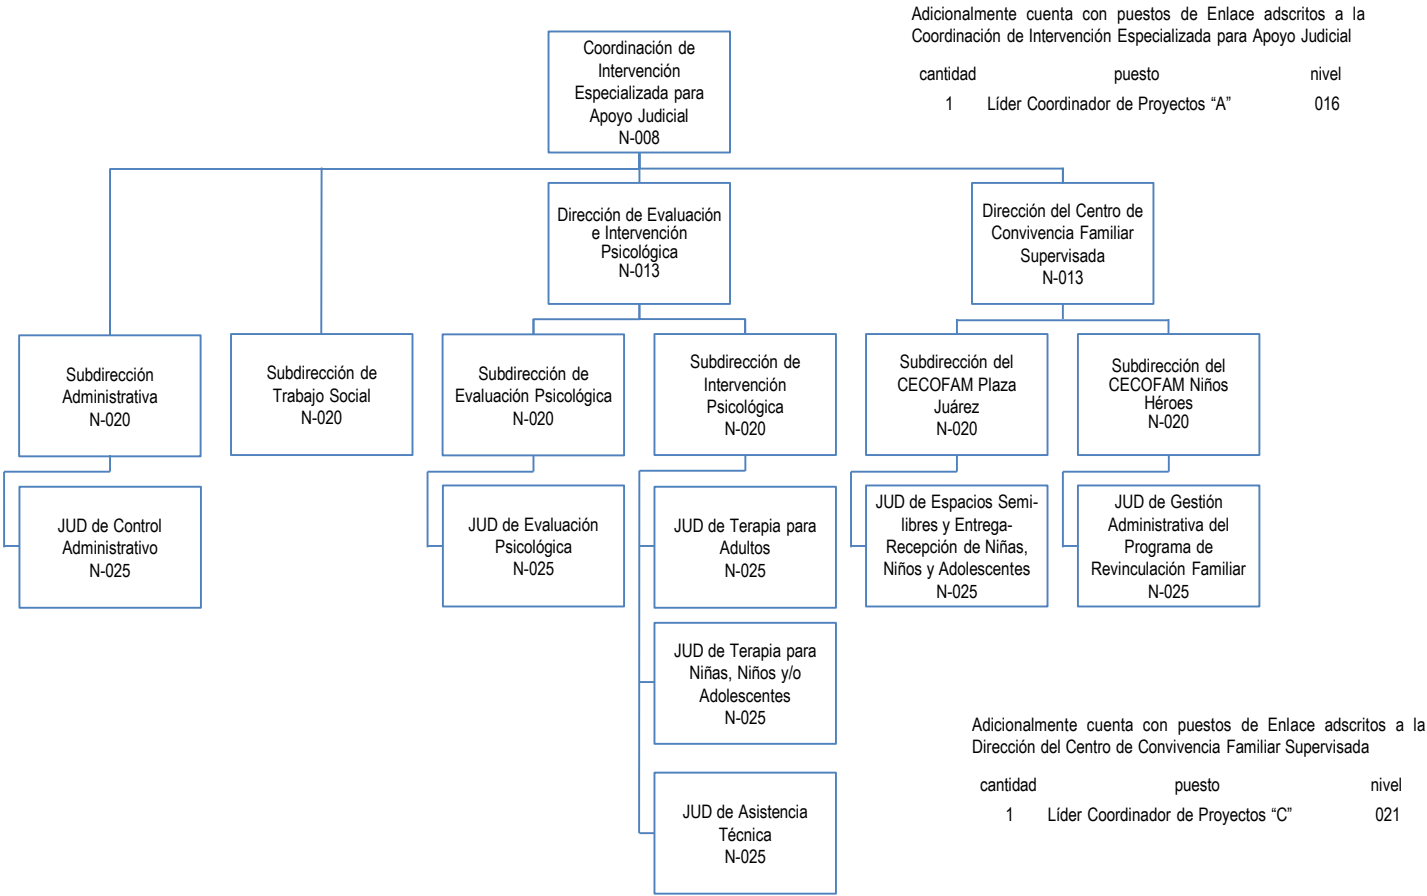 Adicionalmente cuenta con puestos de Enlace adscritos a la
Coordinación de Intervención Especializada para Apoyo Judicial
cantidad puesto nivel
1 Líder Coordinador de Proyectos “A” 016
Coordinación de
Intervención
Especializada para
Apoyo Judicial
N-008
Dirección de Evaluación
e Intervención
Psicológica
N-013
Dirección del Centro de
Convivencia Familiar
Supervisada
N-013
Subdirección
Administrativa
N-020
Subdirección de
Trabajo Social
N-020
Subdirección de
Evaluación Psicológica
N-020
Subdirección de
Intervención
Psicológica
N-020
Subdirección del
CECOFAM Plaza
Juárez
N-020
Subdirección del
CECOFAM Niños
Héroes
N-020
JUD de Control
Administrativo
N-025
JUD de Evaluación
Psicológica
N-025
JUD de Terapia para
Adultos
N-025
JUD de Espacios Semi-
libres y Entrega-
Recepción de Niñas,
Niños y Adolescentes
N-025
JUD de Gestión
Administrativa del
Programa de
Revinculación Familiar
N-025
JUD de Terapia para
Niñas, Niños y/o
Adolescentes
N-025
JUD de Asistencia
Técnica
N-025
Adicionalmente cuenta con puestos de Enlace adscritos a la
Dirección del Centro de Convivencia Familiar Supervisada
cantidad puesto nivel
1 Líder Coordinador de Proyectos “C” 021